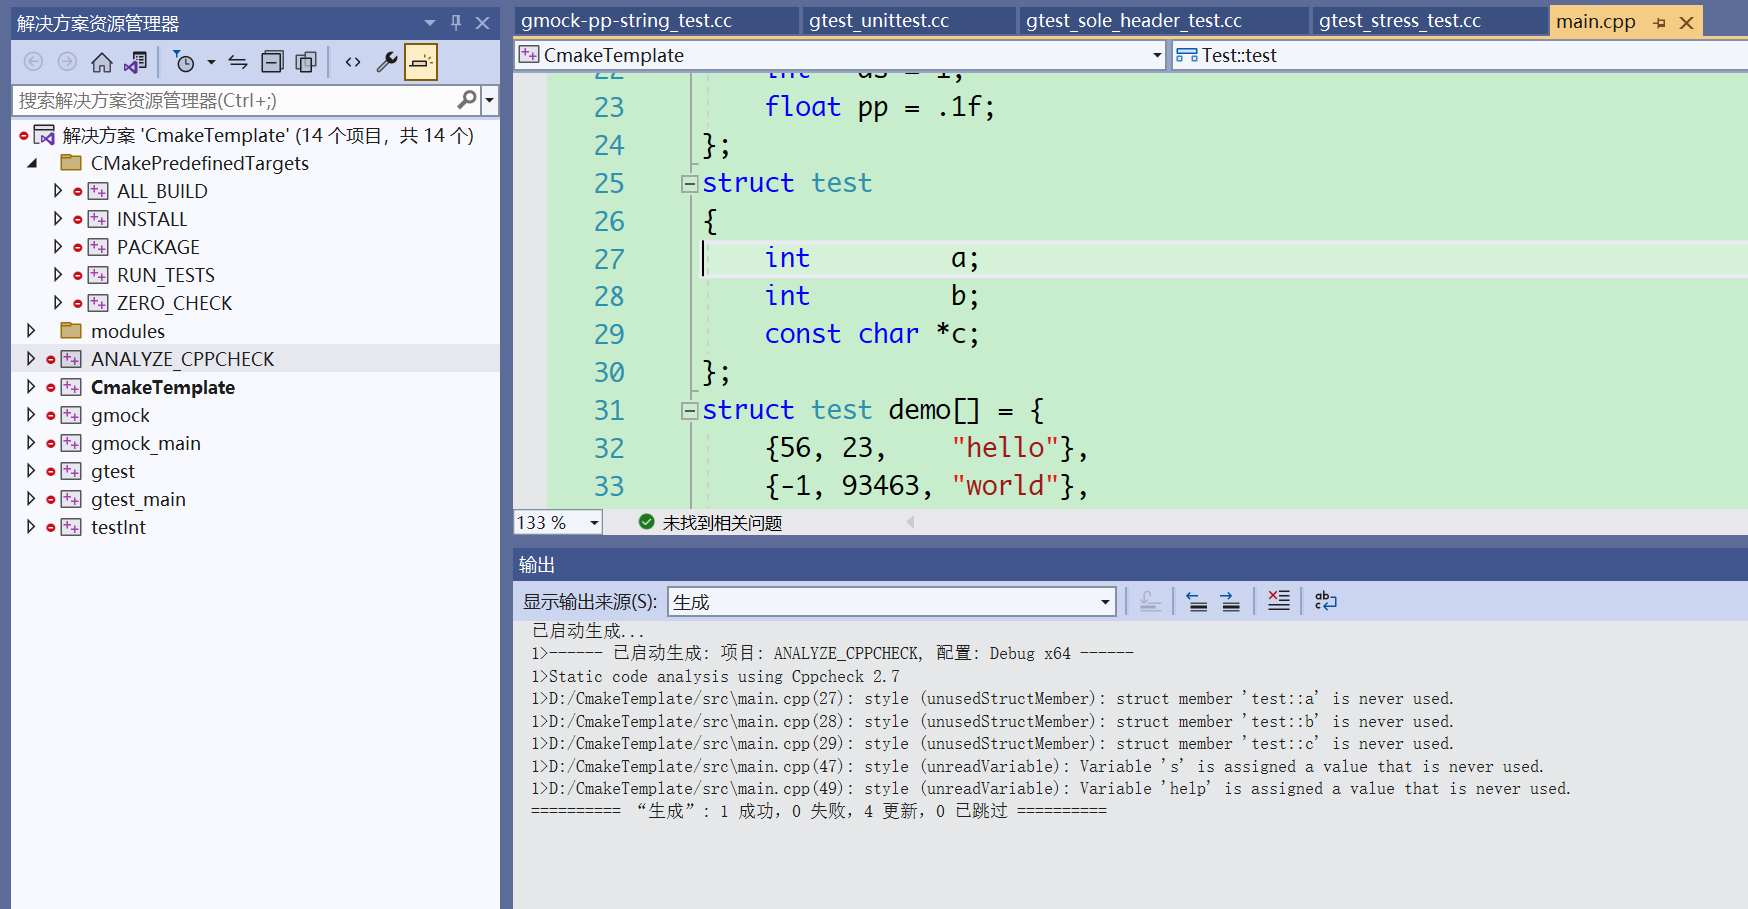 解决方案资源管理器
搜索解决方案资源管理器(Ctrl+;)
解决方案 'CmakeTemplate' (14 个项目，共 14 个)
CMakePredefinedTargets
ALL_BUILD
INSTALL
PACKAGE
RUN_TESTS
ZERO_CHECK
modules
ANALYZE_CPPCHECK
CmakeTemplate
gmock
gmock_main
gtest
gtest_main
testInt
gmock-pp-string_test.cc gtest_unittest.cc gtest_sole_header_test.cc gtest_stress_test.cc main.cpp
CmakeTemplate Test::test
23 float pp = .1f;
24 };
25 struct test
26 {
27 int a;
28 int b;
29 const char *c;
30 };
31 struct test demo[] = {
32 {56, 23, "hello"},
33 {-1, 93463, "world"},
133 % 未找到相关问题
输出
显示输出来源(S): 生成
已启动生成...
1>------ 已启动生成: 项目: ANALYZE_CPPCHECK, 配置: Debug x64 ------
1>Static code analysis using Cppcheck 2.7
1>D:/CmakeTemplate/src\main.cpp(27): style (unusedStructMember): struct member 'test::a' is never used.
1>D:/CmakeTemplate/src\main.cpp(28): style (unusedStructMember): struct member 'test::b' is never used.
1>D:/CmakeTemplate/src\main.cpp(29): style (unusedStructMember): struct member 'test::c' is never used.
1>D:/CmakeTemplate/src\main.cpp(47): style (unreadVariable): Variable 's' is assigned a value that is never used.
1>D:/CmakeTemplate/src\main.cpp(49): style (unreadVariable): Variable 'help' is assigned a value that is never used.
========== “生成”: 1 成功，0 失败，4 更新，0 已跳过 ==========